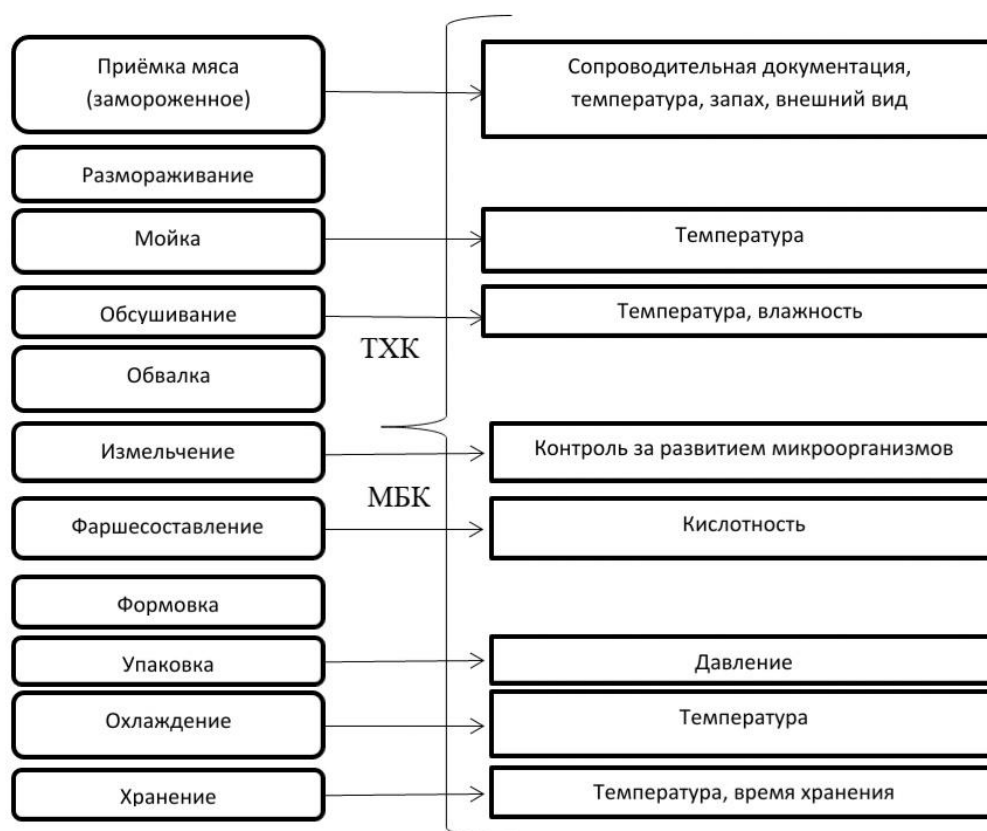 Приёмка мяса
(замороженное)
Сопроводительная документация,
температура, запах, внешний вид
Размораживание
Мойка
Температура
Обсушивание
Температура, влажность
ТХК
Обвалка
Измельчение
Контроль за развитием микроорганизмов
МБК
Фаршесоставление
Кислотность
Формовка
Упаковка
Давление
Охлаждение
Температура
Хранение
Температура, время хранения